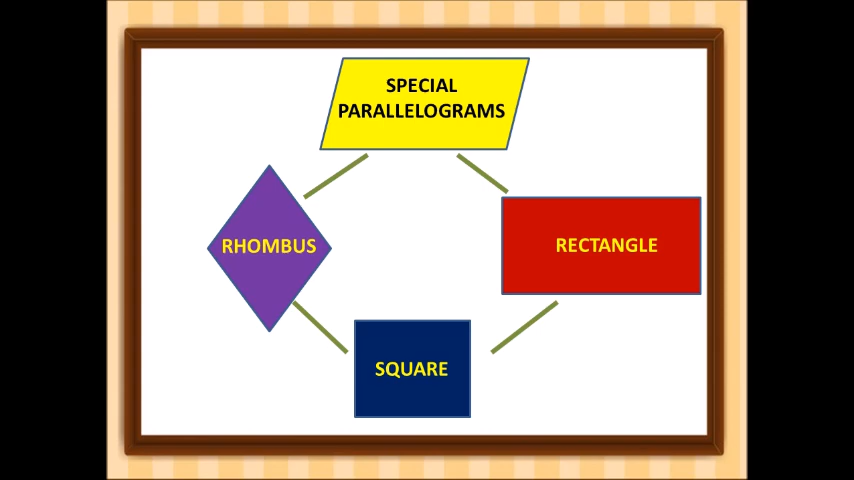 SPECIAL
PARALLELOGRAMS
RHOMBUS
RECTANGLE
SQUARE